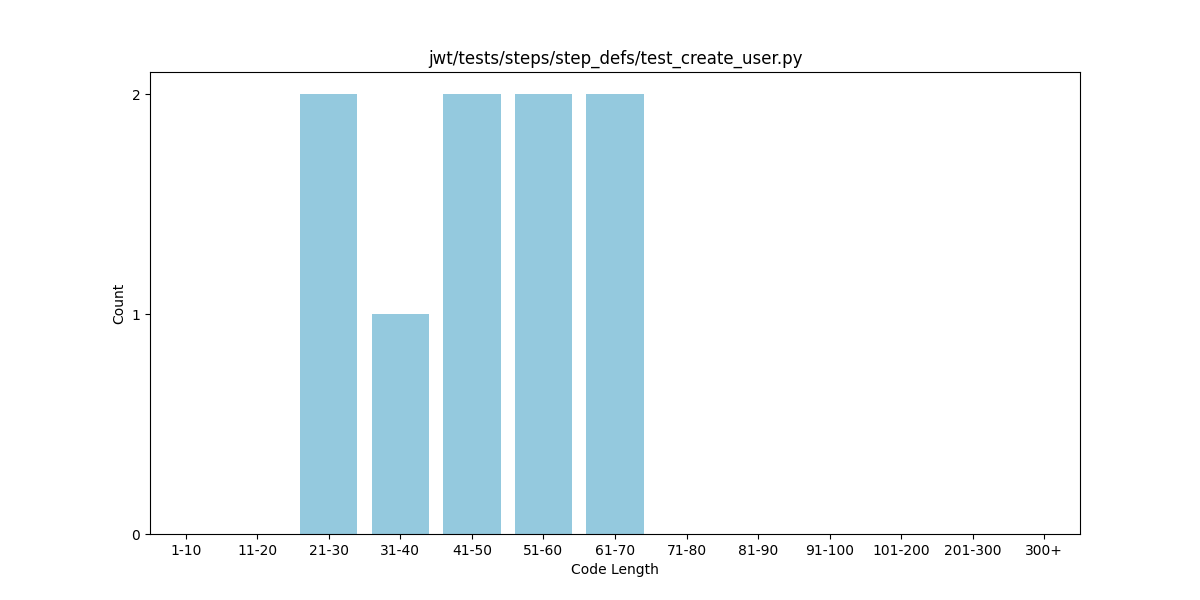 jwt/tests/steps/step_defs/test_create_user.py
2
1
0
Count
1-10 11-20 21-30 31-40 41-50 51-60 61-70 71-80 81-90 91-100 101-200 201-300 300+
Code Length